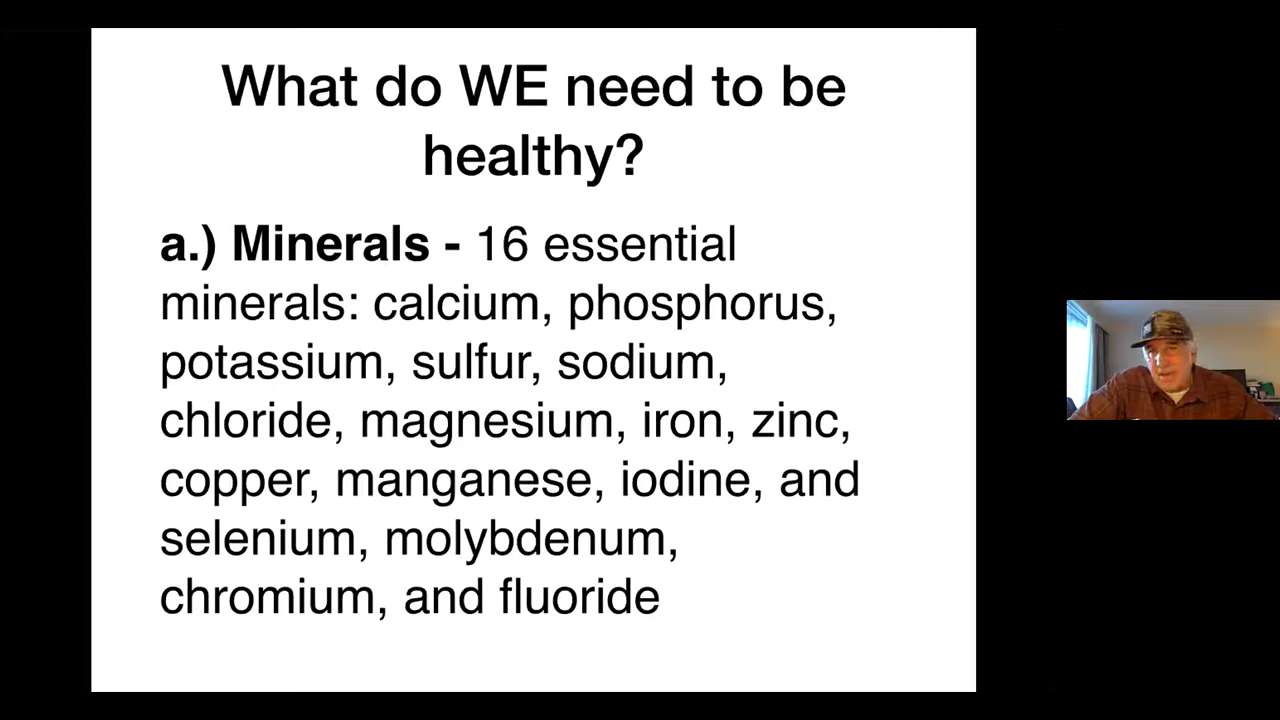 What do WE need to be
healthy?
a.) Minerals - 16 essential
minerals: calcium, phosphorus,
potassium, sulfur, sodium,
chloride, magnesium, iron, zinc,
copper, manganese, iodine, and
selenium, molybdenum,
chromium, and fluoride